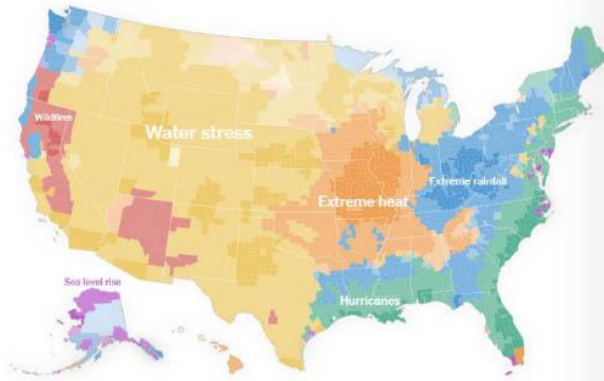 Wildfires
Water stress
Extreme heat
Extreme rainfall
Sea level rise
Hurricanes